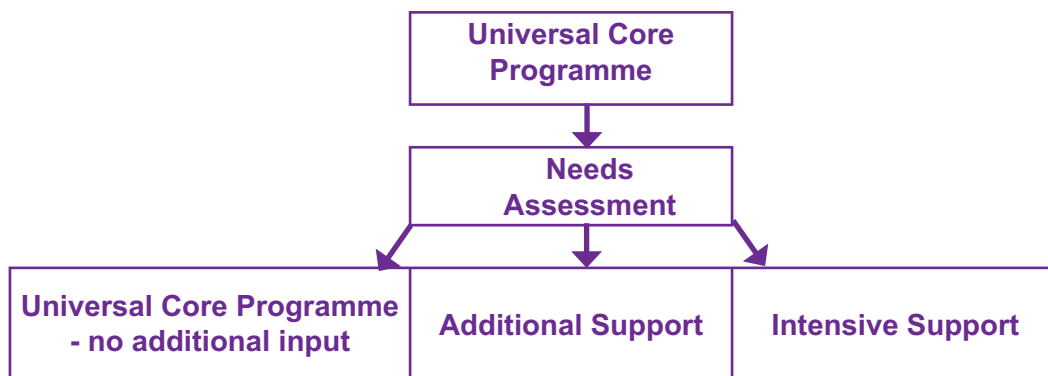 Universal Core
Programme
Needs
Assessment
Universal Core Programme
- no additional input
Additional Support
Intensive Support